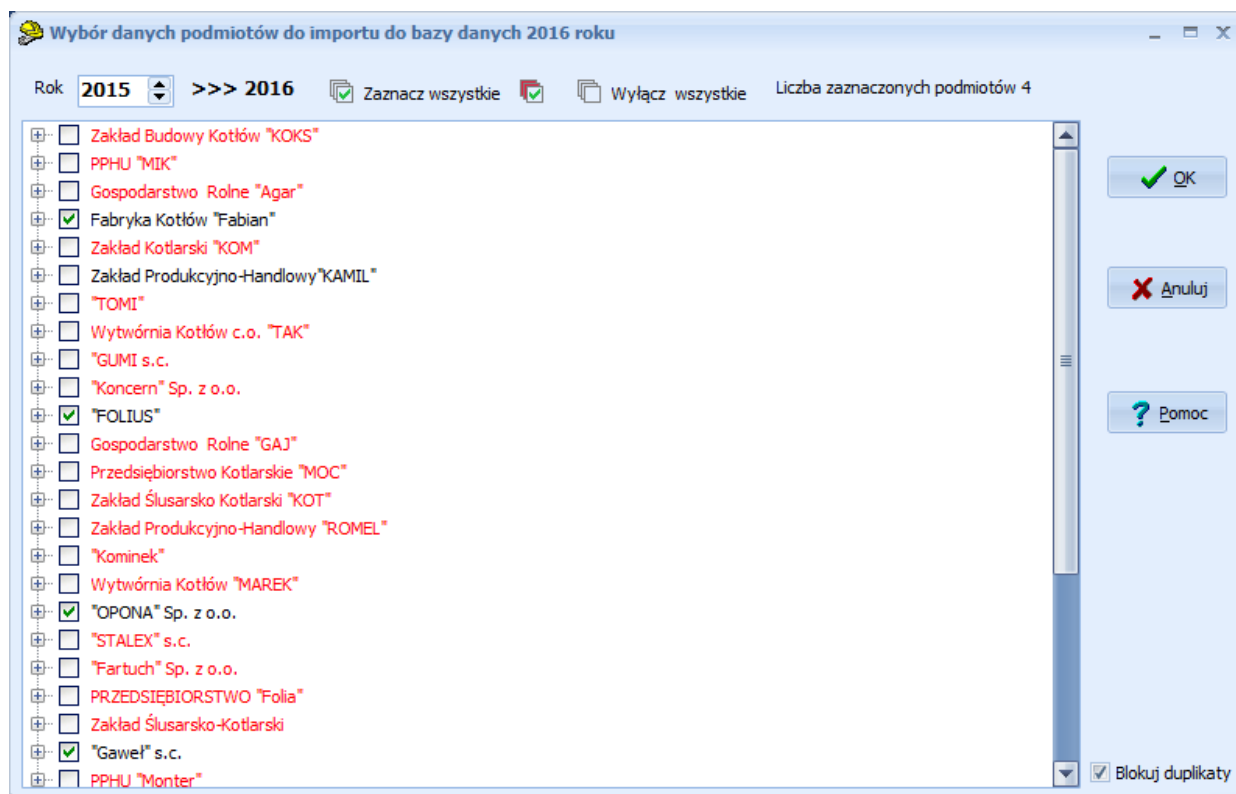 Wybór danych podmiotów do importu do bazy danych 2016 roku
Rok 2015 >>> 2016 Zaznacz wszystkie Wyłącz wszystkie Liczba zaznaczonych podmiotów 4
Zakład Budowy Kotłów "KOKS"
PPHU "MIK"
Gospodarstwo Rolne "Agar"
Fabryka Kotłów "Fabian"
Zakład Kotlarski "KOM"
Zakład Produkcyjno-Handlowy"KAMIL"
"TOMI"
Wytwórnia Kotłów c.o. "TAK"
"GUMI s.c.
"Koncern" Sp. z o.o.
"FOLIUS"
Gospodarstwo Rolne "GAJ"
Przedsiębiorstwo Kotlarskie "MOC"
Zakład Ślusarsko Kotlarski "KOT"
Zakład Produkcyjno-Handlowy "ROMEL"
"Kominek"
Wytwórnia Kotłów "MAREK"
"OPONA" Sp. z o.o.
"STALEX" s.c.
"Fartuch" Sp. z o.o.
PRZEDSIĘBIORSTWO "Folia"
Zakład Ślusarsko-Kotlarski
"Gaweł" s.c.
PPHU "Monter"
OK
Anuluj
Pomoc
Blokuj duplikaty